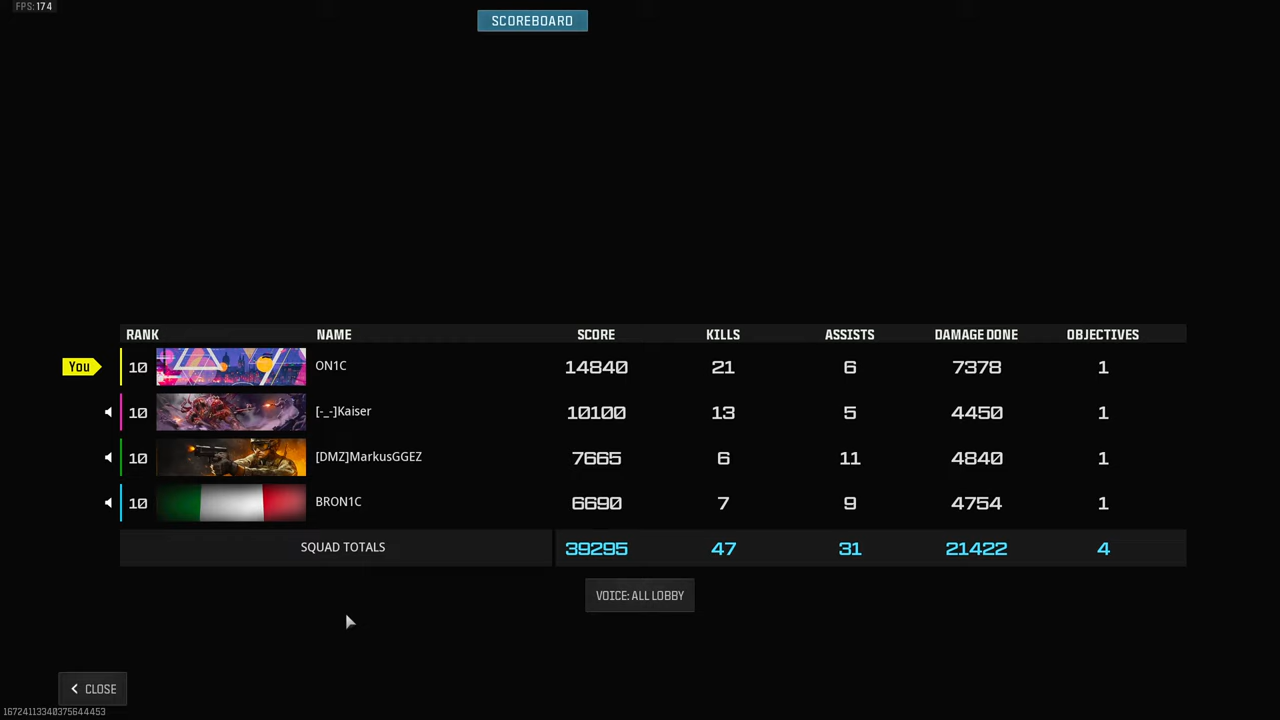 FPS: 174
SCOREBOARD
RANK NAME SCORE KILLS ASSISTS DAMAGE DONE OBJECTIVES
You 10 ON1C 14840 21 6 7378 1
10 [-_-]Kaiser 10100 13 5 4450 1
10 [DMZ]MarkusGGEZ 7665 6 11 4840 1
10 BRON1C 6690 7 9 4754 1
SQUAD TOTALS 39295 47 31 21422 4
VOICE: ALL LOBBY
CLOSE
16724113340375644453